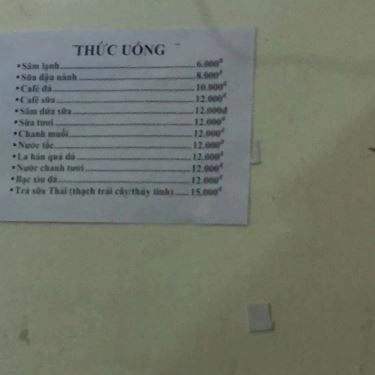 THỨC UỐNG
• Sâm lạnh 6.000đ
• Sữa đậu nành 8.000đ
• Café đá 10.000đ
• Café sữa 12.000đ
• Sâm dứa sữa 12.000đ
• Sữa tươi 12.000đ
• Chanh muối 12.000đ
• Nước tắc 12.000đ
• La hán quả đá 12.000đ
• Nước chanh tươi 12.000đ
• Bạc sỉu đá 12.000đ
• Trà sữa Thái (thạch trái cây/thủy tinh) 15.000đ